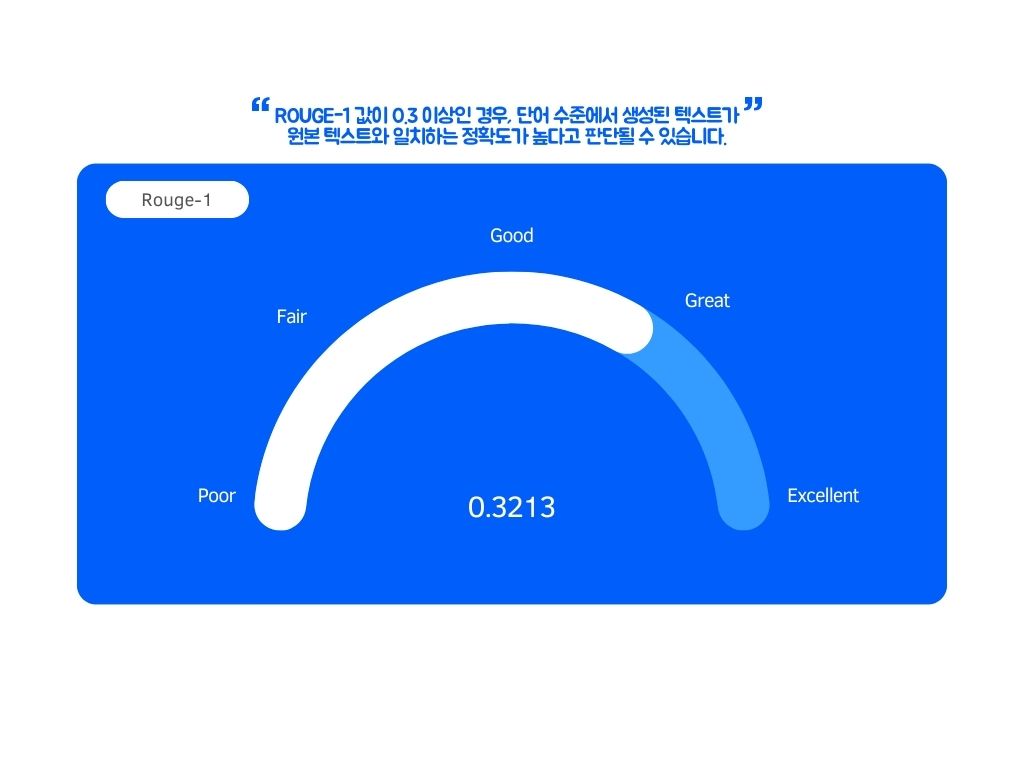 “ ROUGE-1 값이 0.3 이상인 경우, 단어 수준에서 생성된 텍스트가 ”
원본 텍스트와 일치하는 정확도가 높다고 판단될 수 있습니다.
Rouge-1
Good
Great
Fair
Poor
0.3213
Excellent